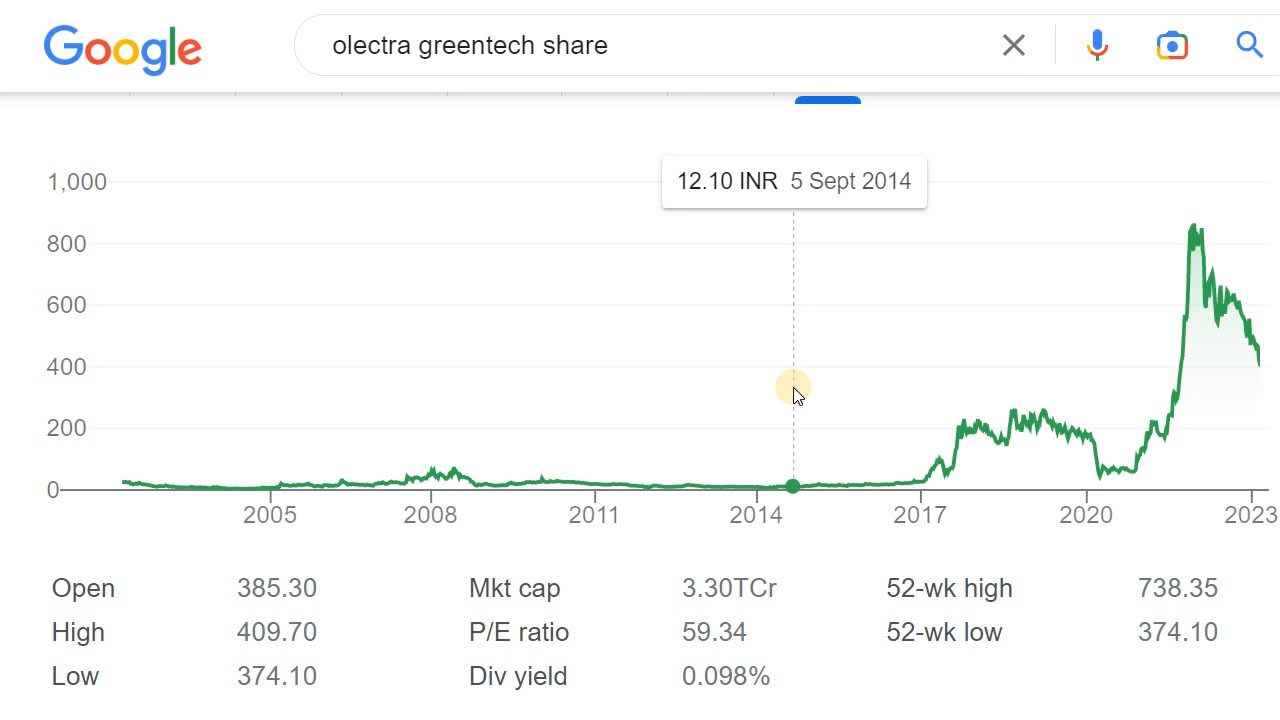 Google
olectra greentech share
12.10 INR 5 Sept 2014
1,000
800
600
400
200
0
2005 2008 2011 2014 2017 2020 2023
Open 385.30 Mkt cap 3.30TCr 52-wk high 738.35
High 409.70 P/E ratio 59.34 52-wk low 374.10
Low 374.10 Div yield 0.098%